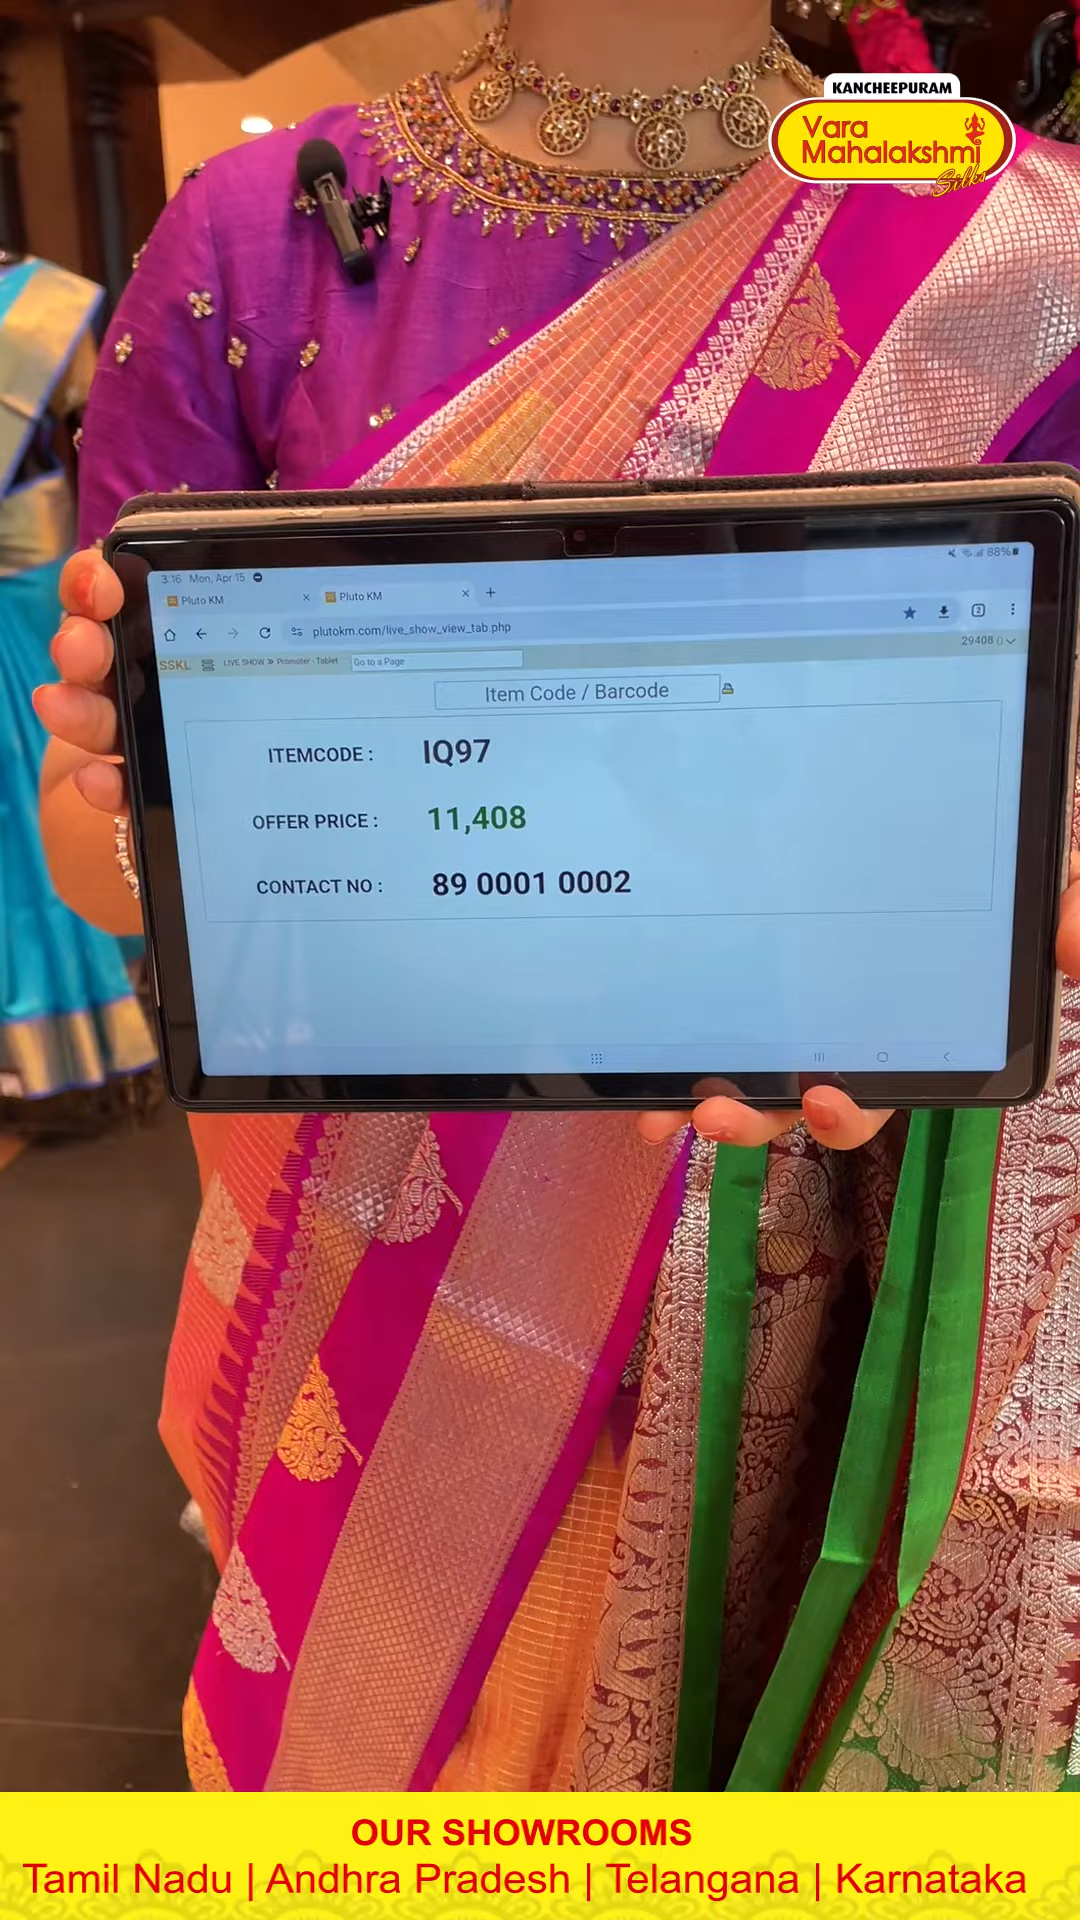 KANCHEEPURAM
Vara
Mahalakshmi
Silks
3:16 Mon, Apr 15
88%
Pluto KM
Pluto KM
plutokm.com/live_show_view_tab.php
2
29408 ()
SSKL
LIVE SHOW » Promoter - Tablet
Go to a Page
Item Code / Barcode
ITEMCODE : IQ97
OFFER PRICE : 11,408
CONTACT NO : 89 0001 0002
OUR SHOWROOMS
Tamil Nadu | Andhra Pradesh | Telangana | Karnataka